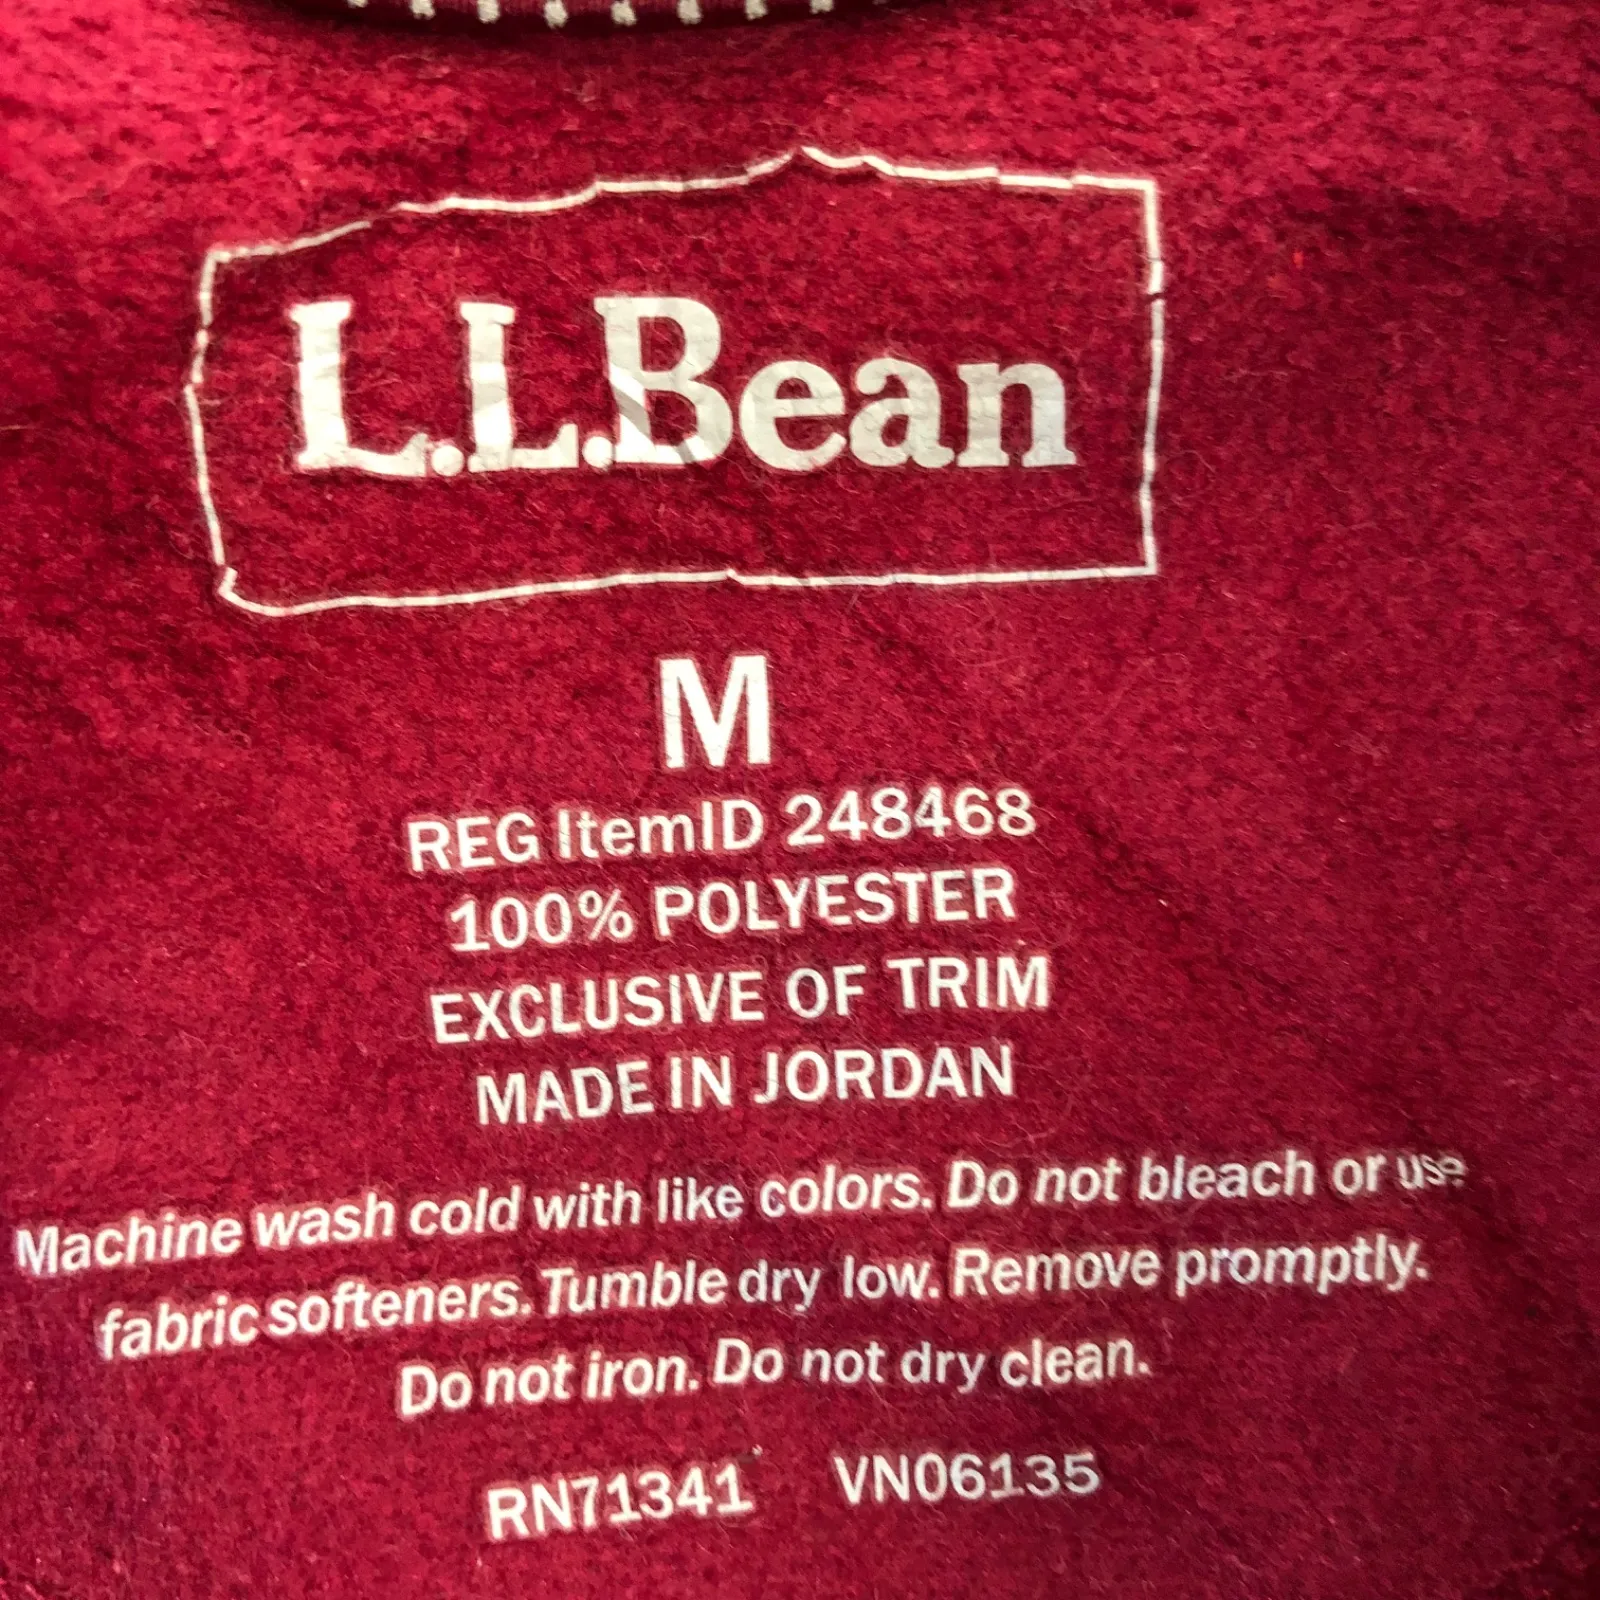 L.L.Bean
M
REG ItemID 248468
100% POLYESTER
EXCLUSIVE OF TRIM
MADE IN JORDAN
Machine wash cold with like colors. Do not bleach or use
fabric softeners. Tumble dry low. Remove promptly.
Do not iron. Do not dry clean.
RN71341 VN06135